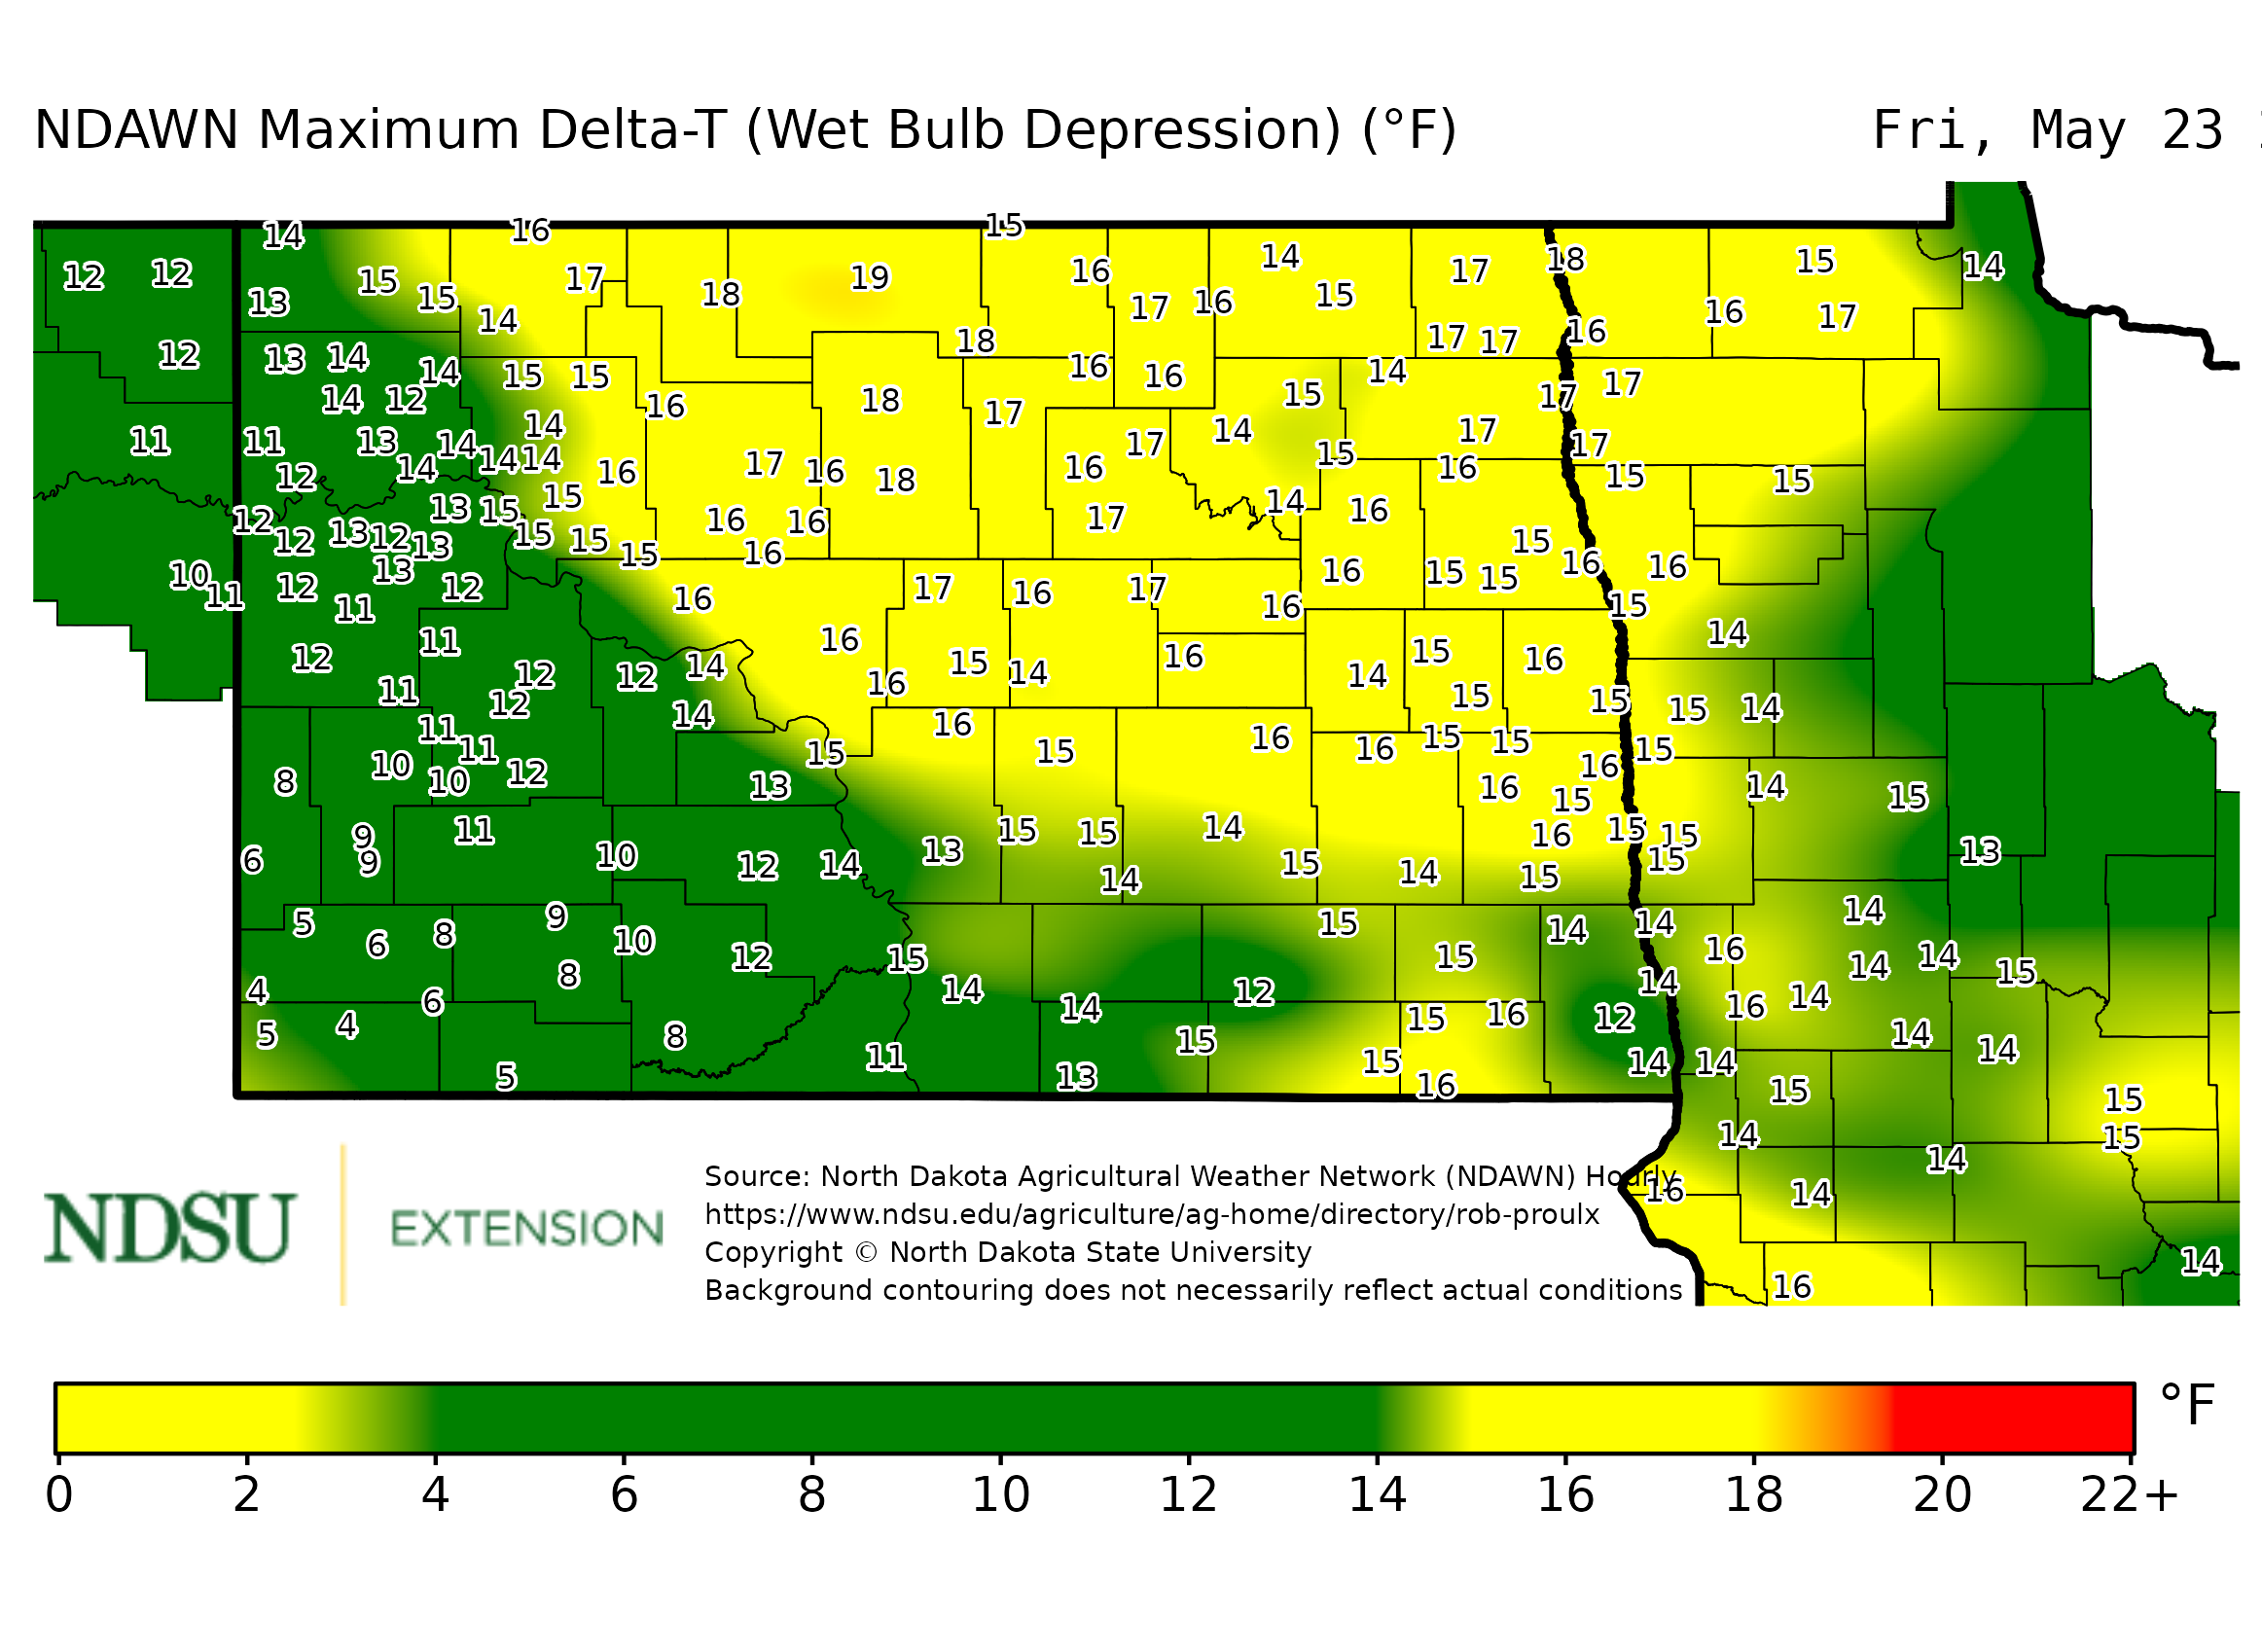 NDAWN Maximum Delta-T (Wet Bulb Depression) (°F) Fri, May 23
16 15
14
14 18 15 14
12 12 15 17 19 16 17
13 15 18 17 16 15 16 17
14 17 17 16
12 13 14 18
14 15 15 16 16 14 17
14 12 16 18 17 15 17
11 11 13 14 14 17 14 17 17
12 14 14 14 16 17 16 18 16 15 16 15 15
12 13 15 15 16 16 17 14 16
12 13 12 13 15 15 15 16 15 16 16
10 13 16 15 15
11 12 11 12 16 17 16 17 16 15
12 11 16 15 14 16 15 16 14
11 12 12 12 14 16 14 15 15 15 14
11 11 14 16 15 16 16 15 15 15
8 10 10 12 13 15 16 15 16 14 15
6 9 9 11 10 12 14 13 15 15 14 15 14 16 15 15 15 13
14 15
5 6 8 9 10 12 15 15 15 14 14 16 14
4 8 14 12 14 14 14 15
5 4 6 8 14 15 15 16 12 16 14 14
5 11 13 15 16 14 14 15 14 15
14 15
14
16 14
16 14
NDSU EXTENSION
Source: North Dakota Agricultural Weather Network (NDAWN) Hourly
https://www.ndsu.edu/agriculture/ag-home/directory/rob-proulx
Copyright © North Dakota State University
Background contouring does not necessarily reflect actual conditions
°F
0 2 4 6 8 10 12 14 16 18 20 22+